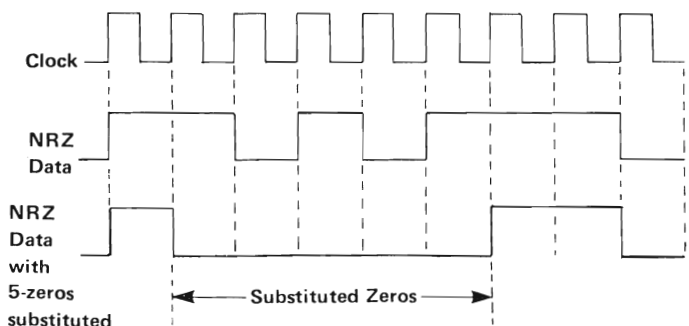 Clock
NRZ
Data
NRZ
Data
with
5-zeros
substituted
Substituted Zeros